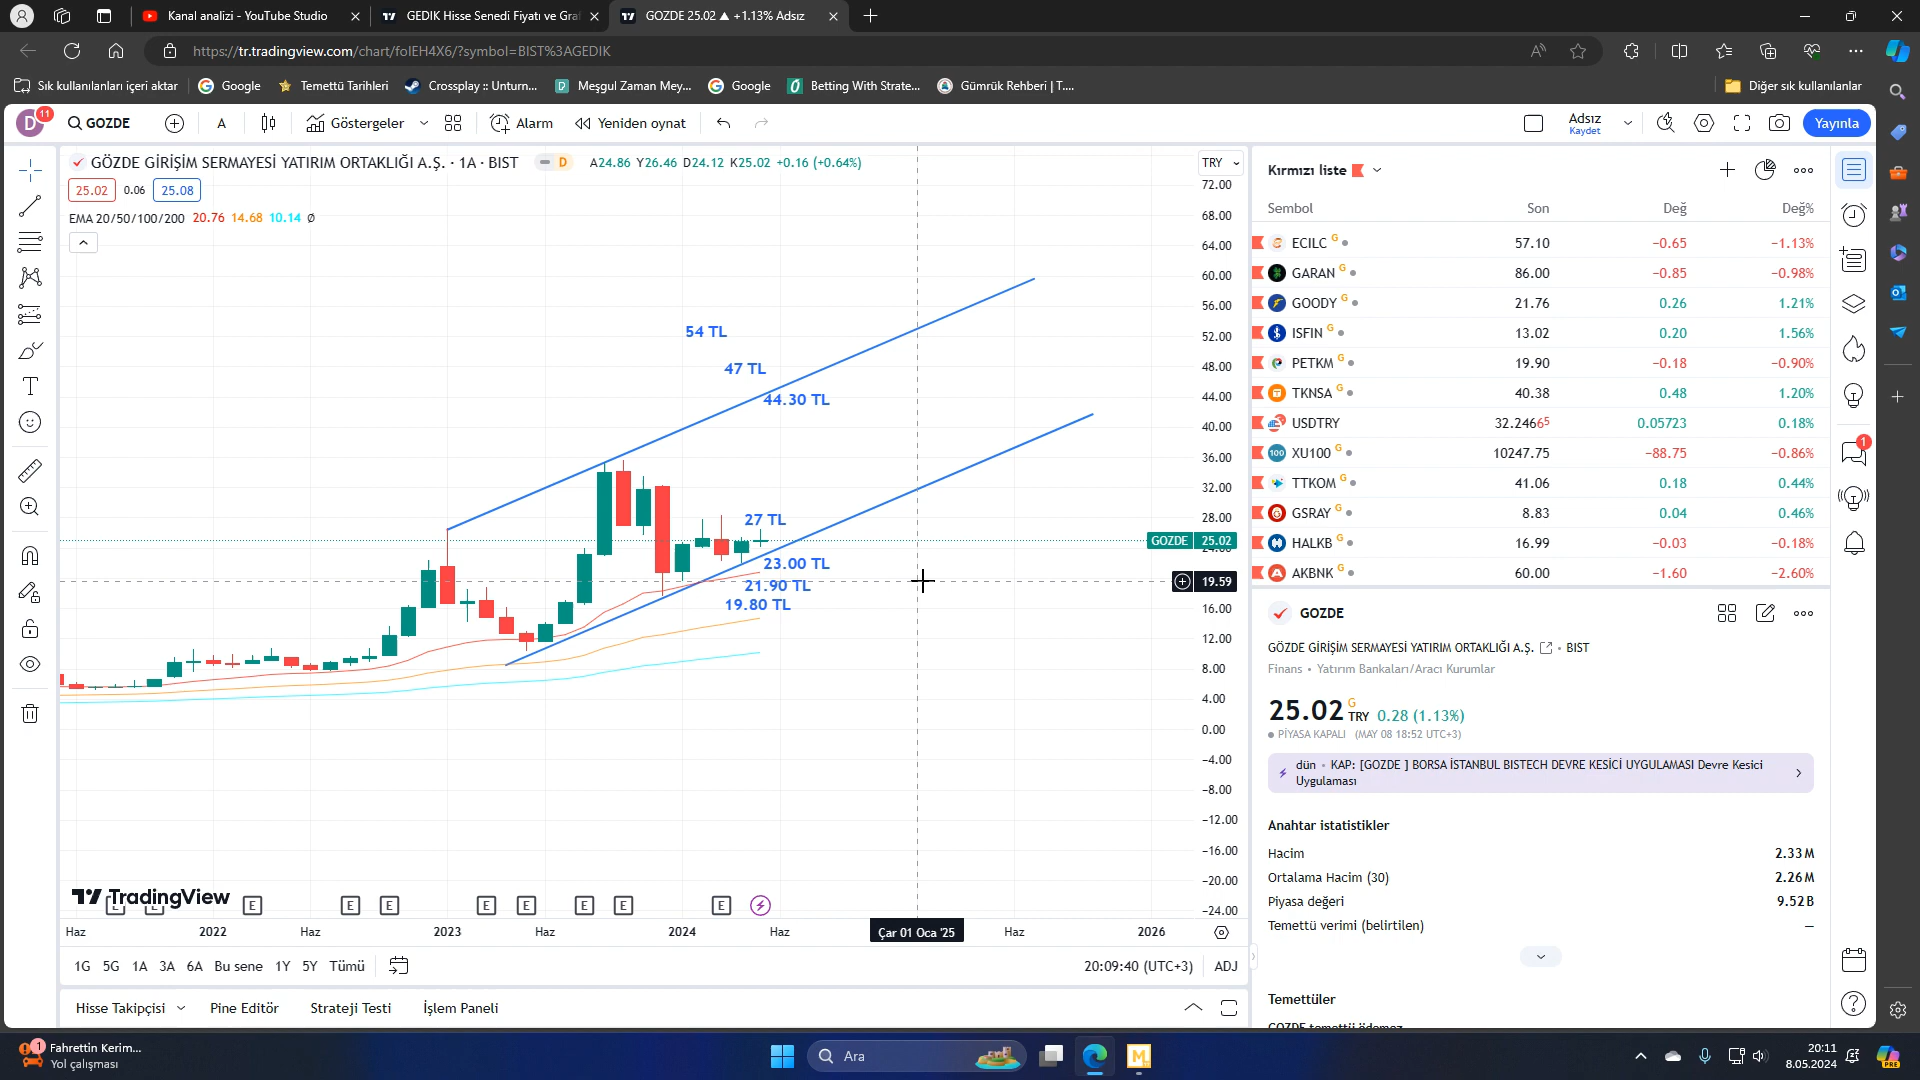 Kanal analizi - YouTube Studio
GEDIK Hisse Senedi Fiyatı ve Gra
GOZDE 25.02 ▲ +1.13% Adsız
https://tr.tradingview.com/chart/folEH4X6/?symbol=BIST%3AGEDIK
Sık kullanılanları içeri aktar
Google
Temettü Tarihleri
Crossplay :: Unturn...
Meşgul Zaman Mey...
Google
Betting With Strate...
Gümrük Rehberi | T....
Diğer sık kullanılanlar
D
11
GOZDE
A
Göstergeler
Alarm
Yeniden oynat
Adsız
Kaydet
Yayınla
GÖZDE GİRİŞİM SERMAYESİ YATIRIM ORTAKLIĞI A.Ş. · 1A · BIST
D
A24.86 Y26.46 D24.12 K25.02 +0.16 (+0.64%)
25.02 0.06 25.08
EMA 20/50/100/200 20.76 14.68 10.14 Ø
TRY
72.00
68.00
64.00
60.00
56.00
52.00
48.00
44.00
40.00
36.00
32.00
28.00
24.00
16.00
12.00
8.00
4.00
0.00
−4.00
−8.00
−12.00
−16.00
−20.00
−24.00
GOZDE 25.02
19.59
54 TL
47 TL
44.30 TL
27 TL
23.00 TL
21.90 TL
19.80 TL
TradingView
E E E E E E E E E E
Haz 2022 Haz 2023 Haz 2024 Haz Çar 01 Oca '25 Haz 2026
1G 5G 1A 3A 6A Bu sene 1Y 5Y Tümü
20:09:40 (UTC+3) ADJ
Hisse Takipçisi Pine Editör Strateji Testi İşlem Paneli
Kırmızı liste
Sembol Son Değ Değ%
ECILC G 57.10 −0.65 −1.13%
GARAN G 86.00 −0.85 −0.98%
GOODY G 21.76 0.26 1.21%
ISFIN G 13.02 0.20 1.56%
PETKM G 19.90 −0.18 −0.90%
TKNSA G 40.38 0.48 1.20%
USDTRY 32.24665 0.05723 0.18%
100 XU100 G 10247.75 −88.75 −0.86%
TTKOM G 41.06 0.18 0.44%
GSRAY G 8.83 0.04 0.46%
HALKB G 16.99 −0.03 −0.18%
AKBNK G 60.00 −1.60 −2.60%
GOZDE
GÖZDE GİRİŞİM SERMAYESİ YATIRIM ORTAKLIĞI A.Ş. • BIST
Finans • Yatırım Bankaları/Aracı Kurumlar
25.02 G TRY 0.28 (1.13%)
PİYASA KAPALI (MAY 08 18:52 UTC+3)
dün • KAP: [GOZDE ] BORSA İSTANBUL BISTECH DEVRE KESİCİ UYGULAMASI Devre Kesici
Uygulaması
Anahtar istatistikler
Hacim 2.33M
Ortalama Hacim (30) 2.26M
Piyasa değeri 9.52B
Temettü verimi (belirtilen) —
Temettüler
GOZDE temettü ödemez
1
1
Fahrettin Kerim...
Yol çalışması
Ara
M
20:11
8.05.2024
PRE